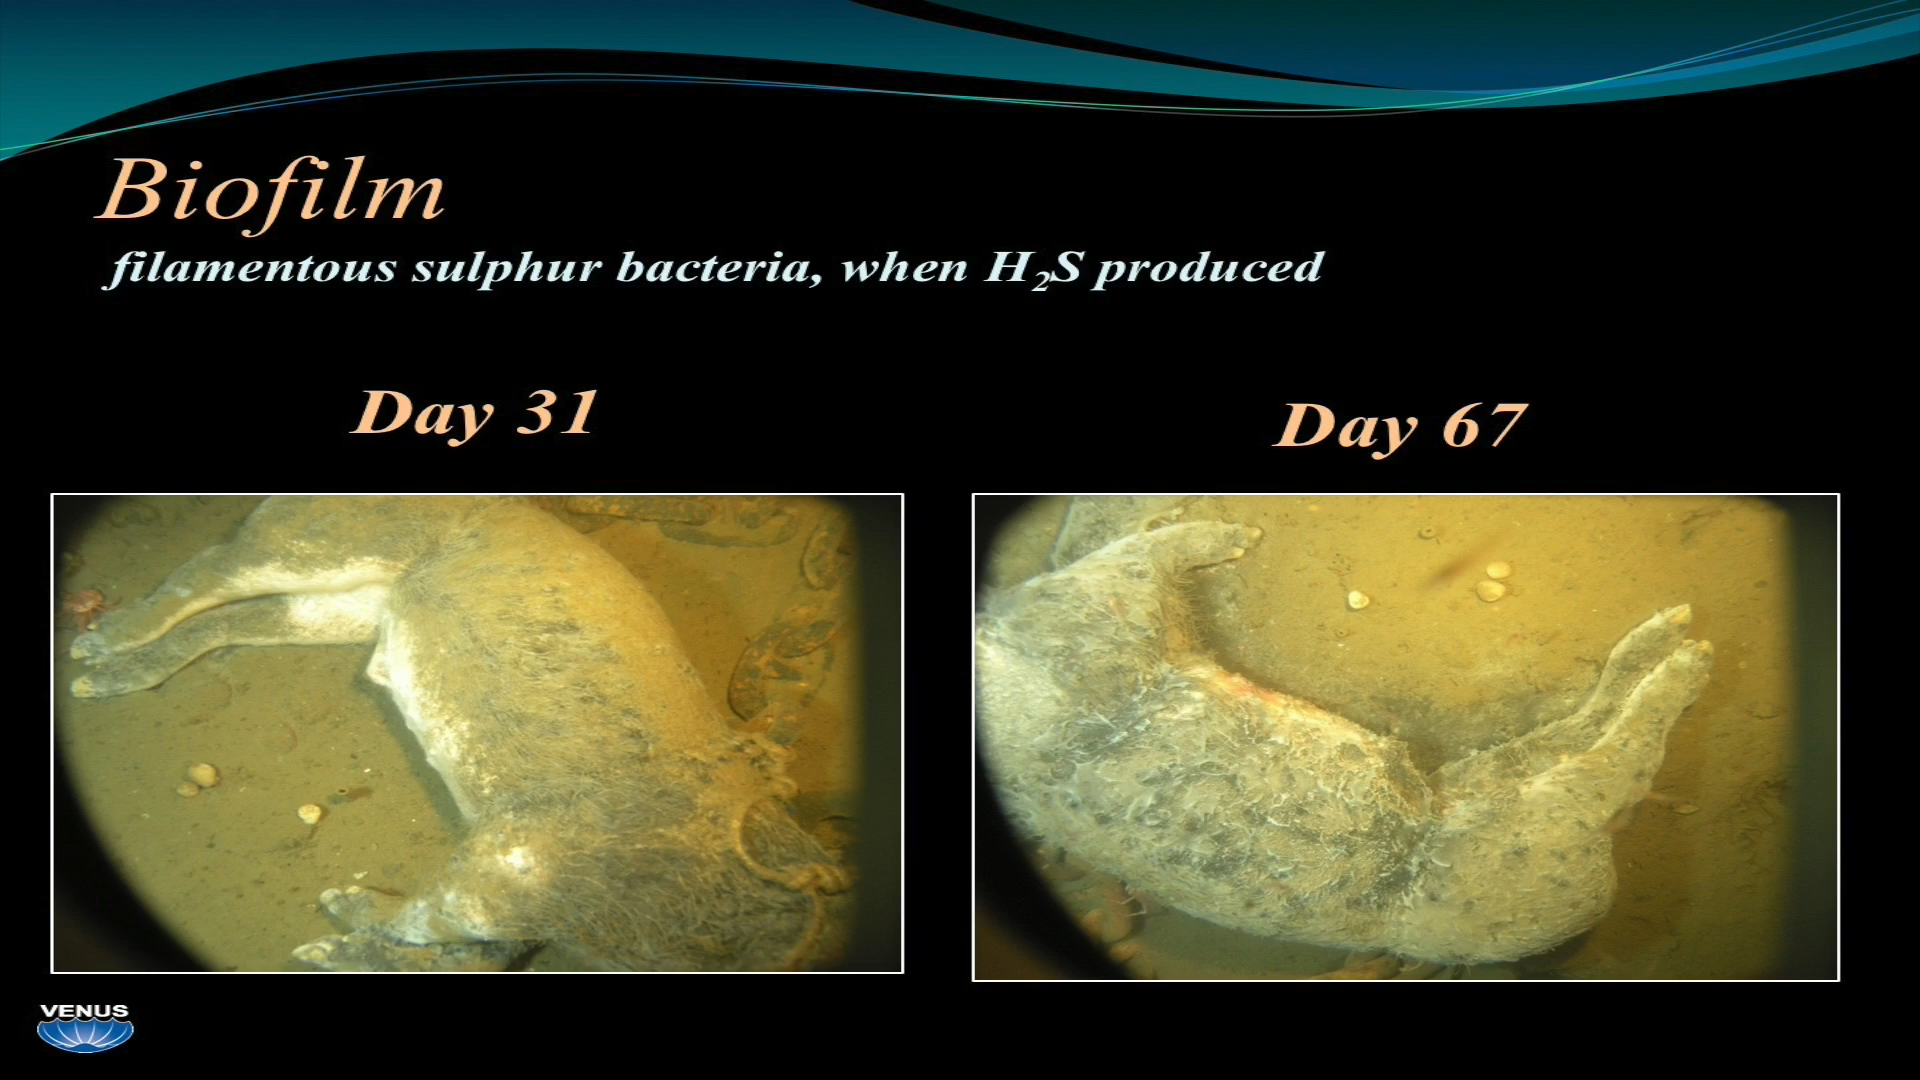 Biofilm
filamentous sulphur bacteria, when H₂S produced
Day 31
Day 67
VENUS